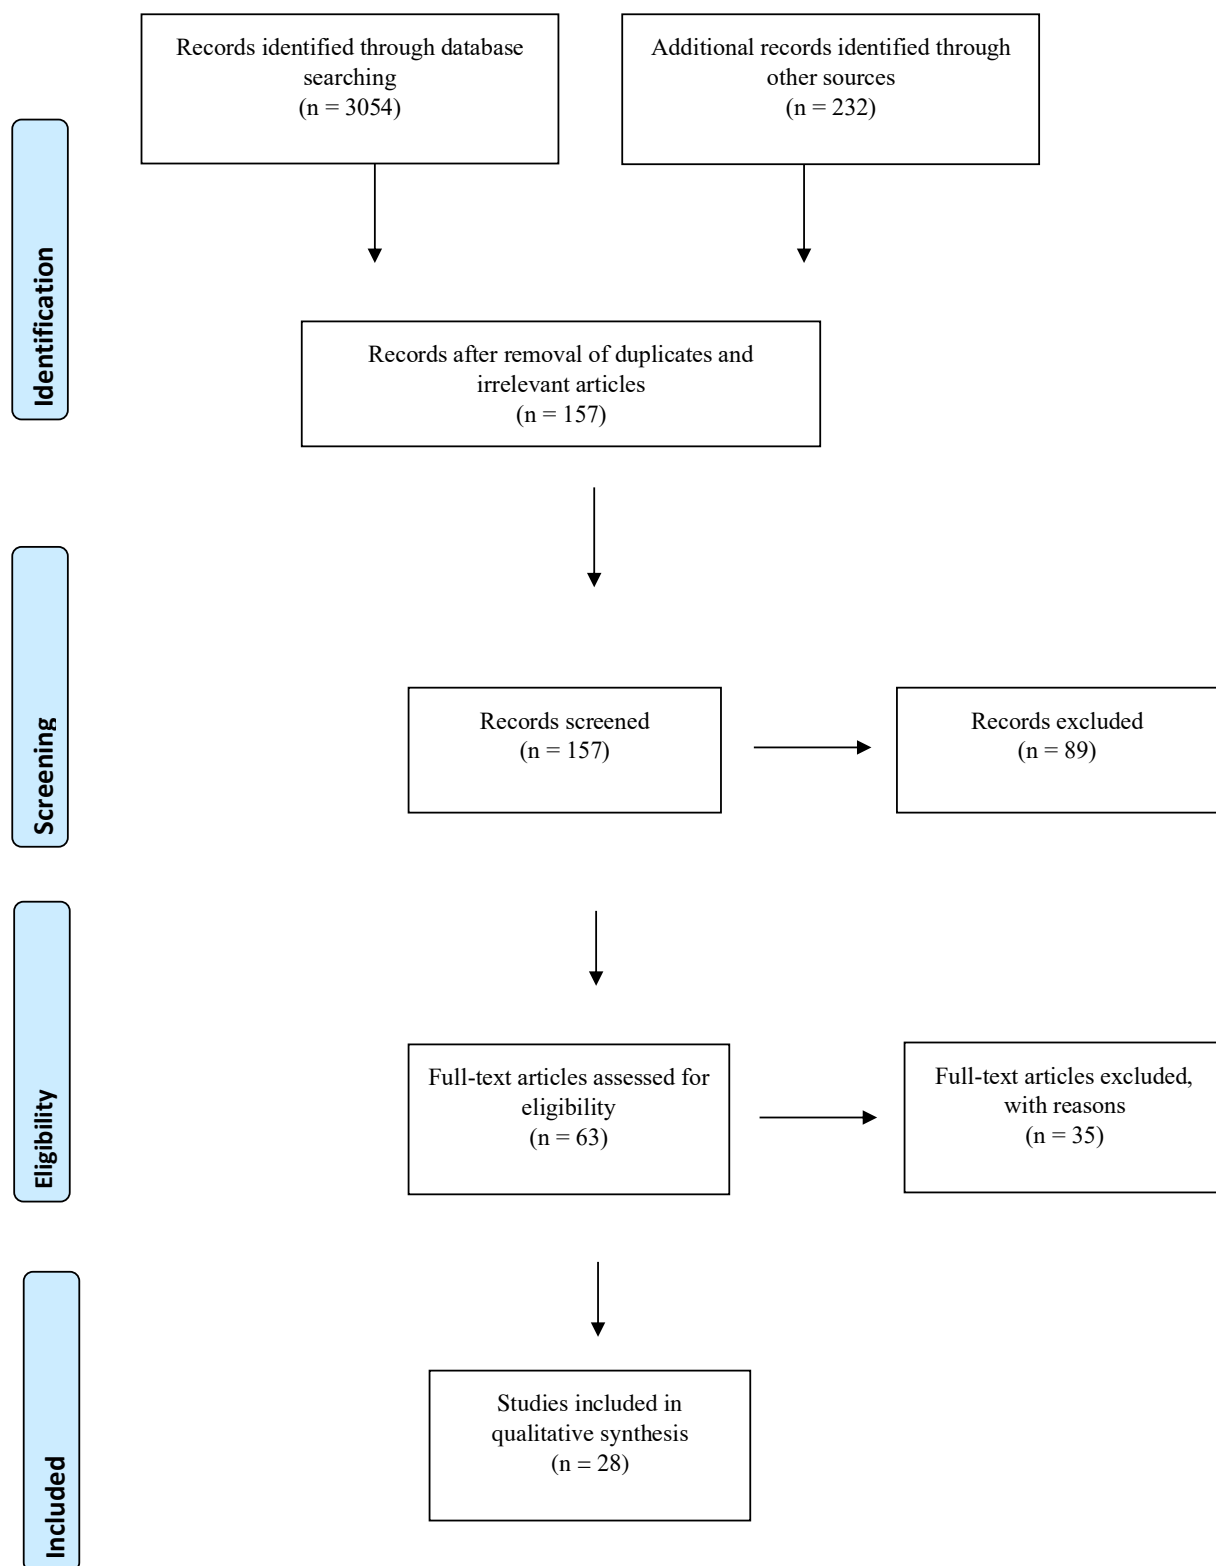 Records identified through database
searching
(n = 3054)
Additional records identified through
other sources
(n = 232)
Identification
Records after removal of duplicates and
irrelevant articles
(n = 157)
Screening
Records screened
(n = 157)
Records excluded
(n = 89)
Eligibility
Full-text articles assessed for
eligibility
(n = 63)
Full-text articles excluded,
with reasons
(n = 35)
Included
Studies included in
qualitative synthesis
(n = 28)